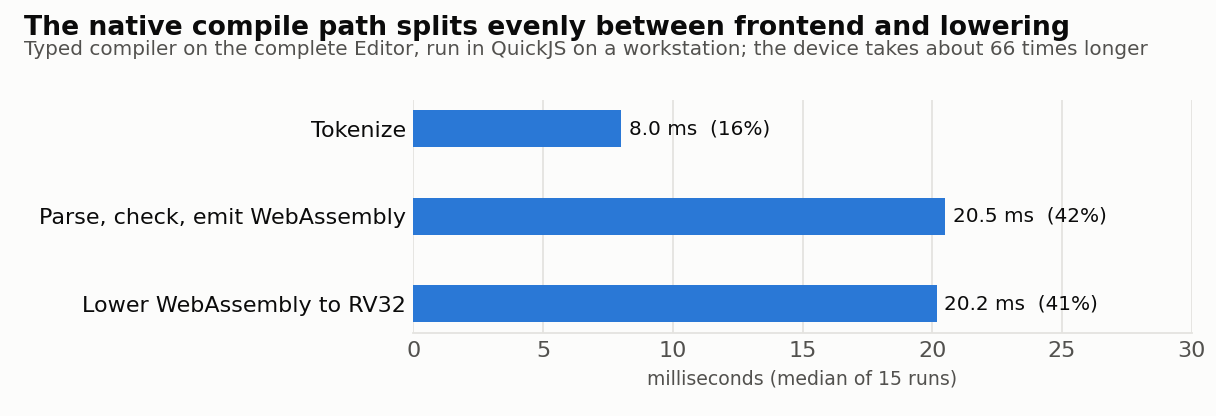 The native compile path splits evenly between frontend and lowering
Typed compiler on the complete Editor, run in QuickJS on a workstation; the device takes about 66 times longer
Tokenize 8.0 ms (16%)
Parse, check, emit WebAssembly 20.5 ms (42%)
Lower WebAssembly to RV32 20.2 ms (41%)
0 5 10 15 20 25 30
milliseconds (median of 15 runs)